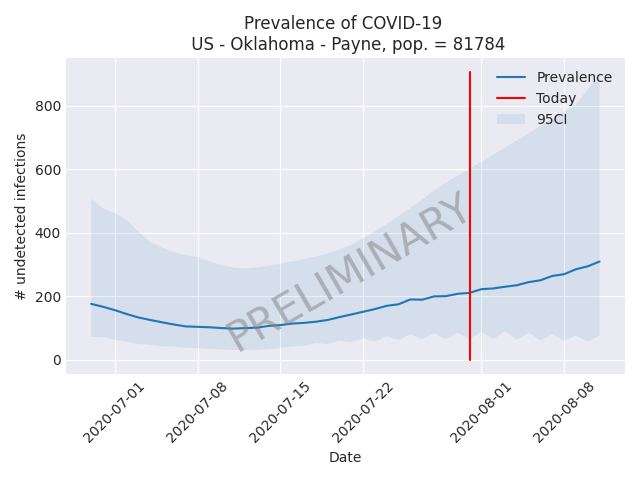 Prevalence of COVID-19
US - Oklahoma - Payne, pop. = 81784
Prevalence
Today
95CI
800
600
400
200
0
# undetected infections
PRELIMINARY
2020-07-01
2020-07-08
2020-07-15
2020-07-22
2020-08-01
2020-08-08
Date